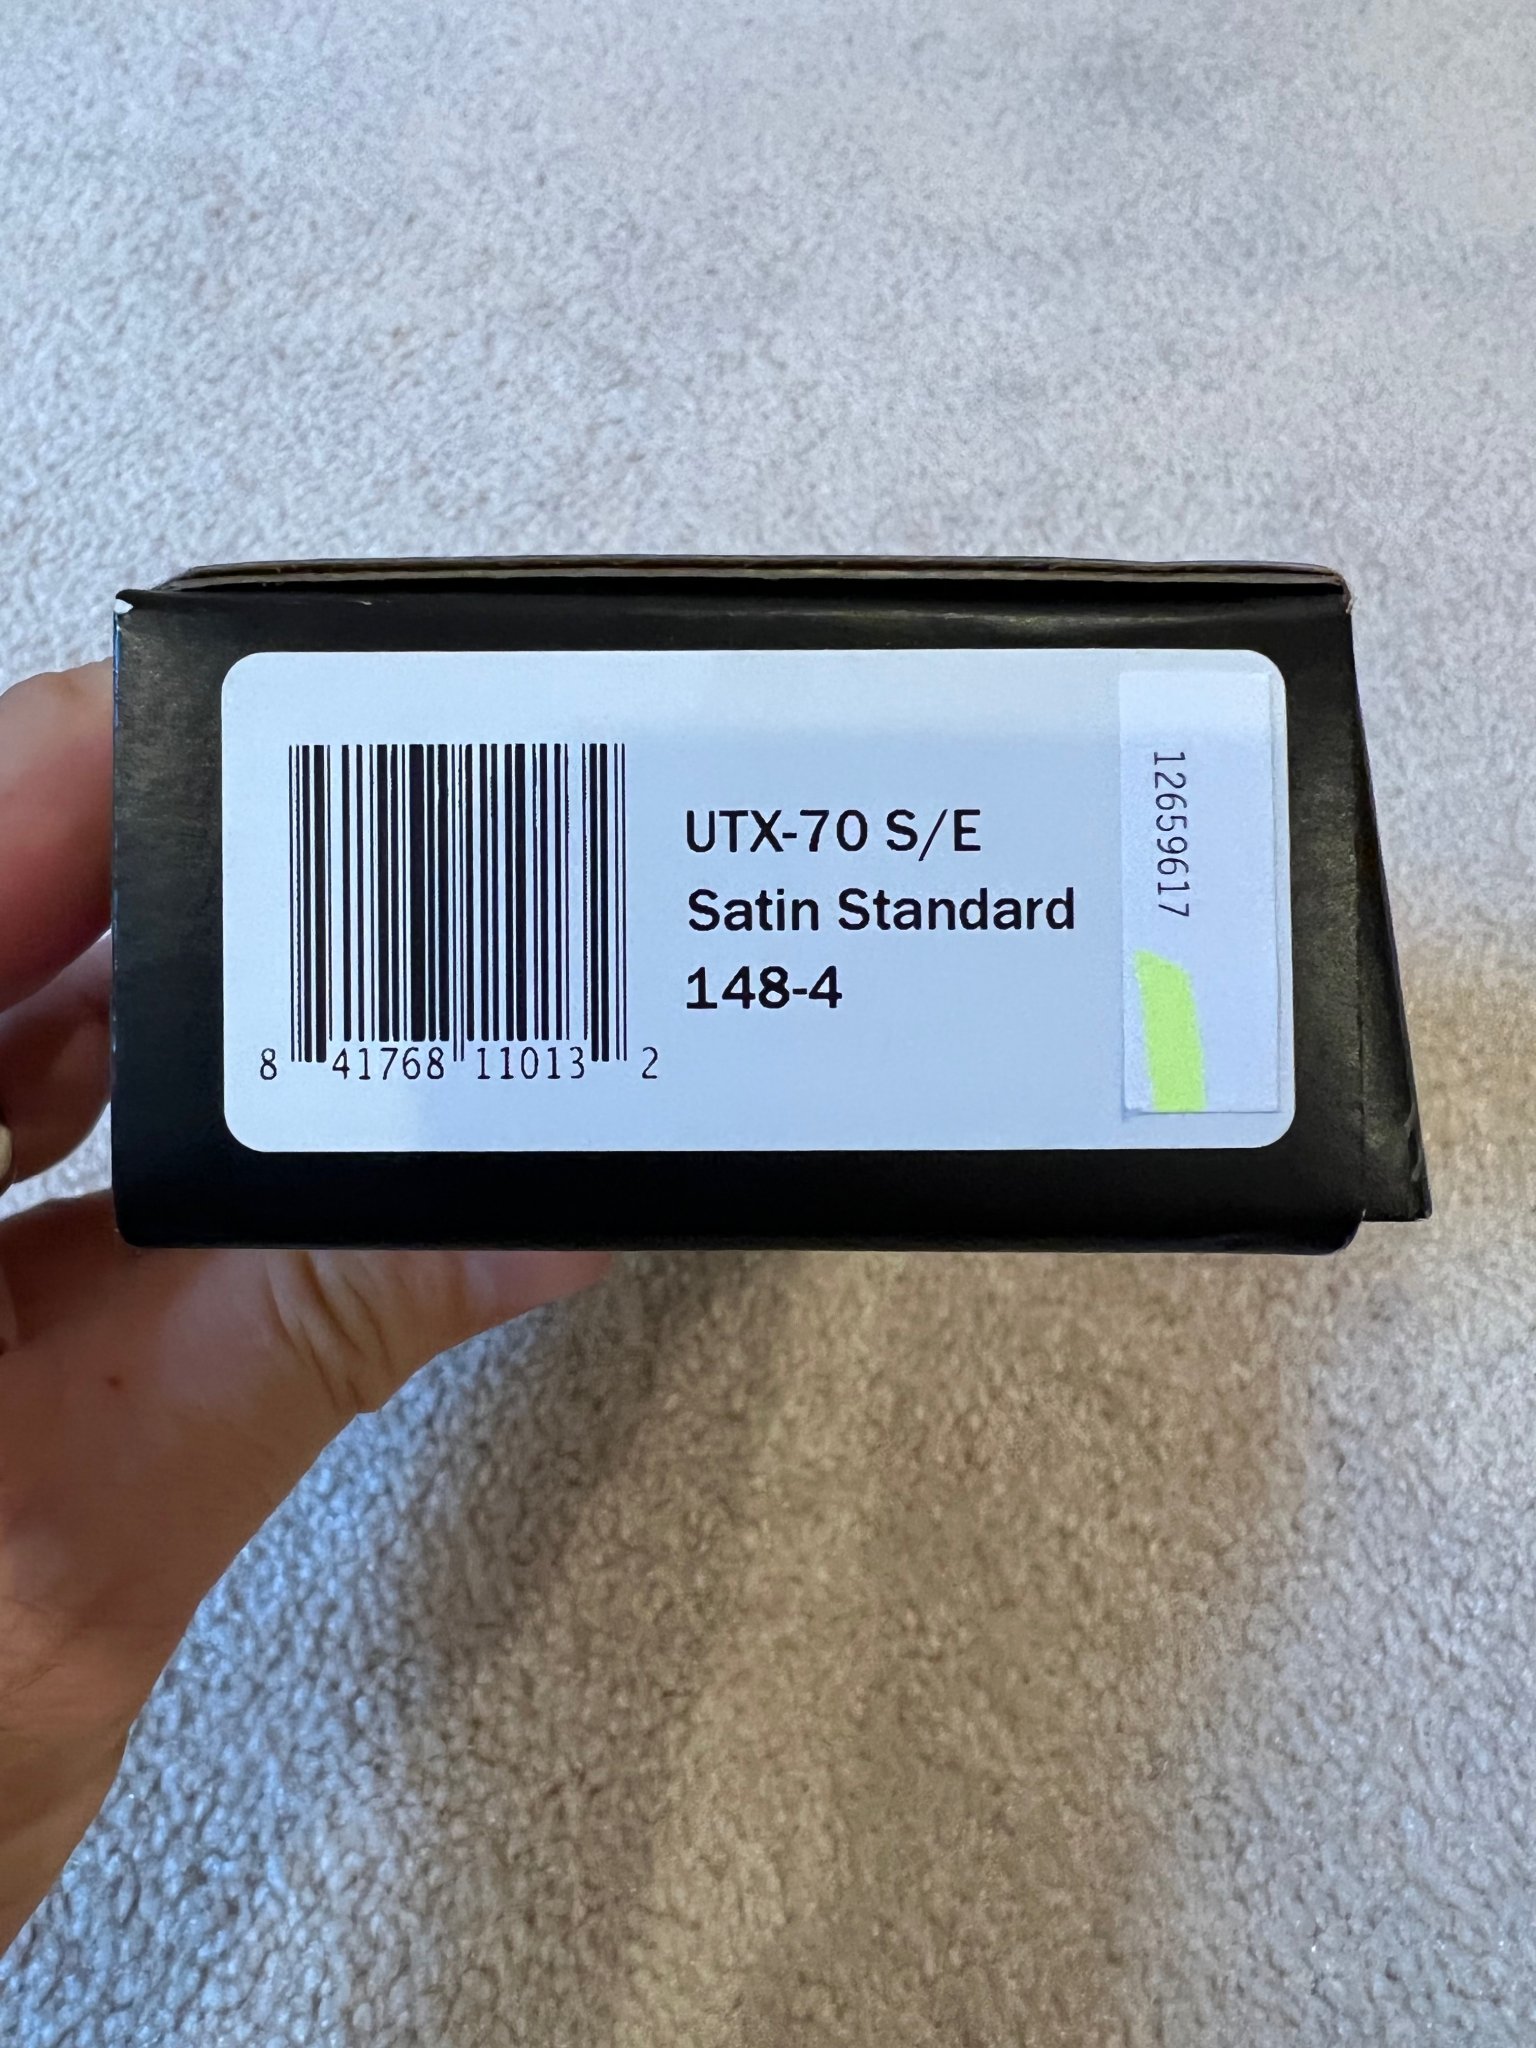 UTX-70 S/E
Satin Standard
148-4
8 41768 11013 2
12659617